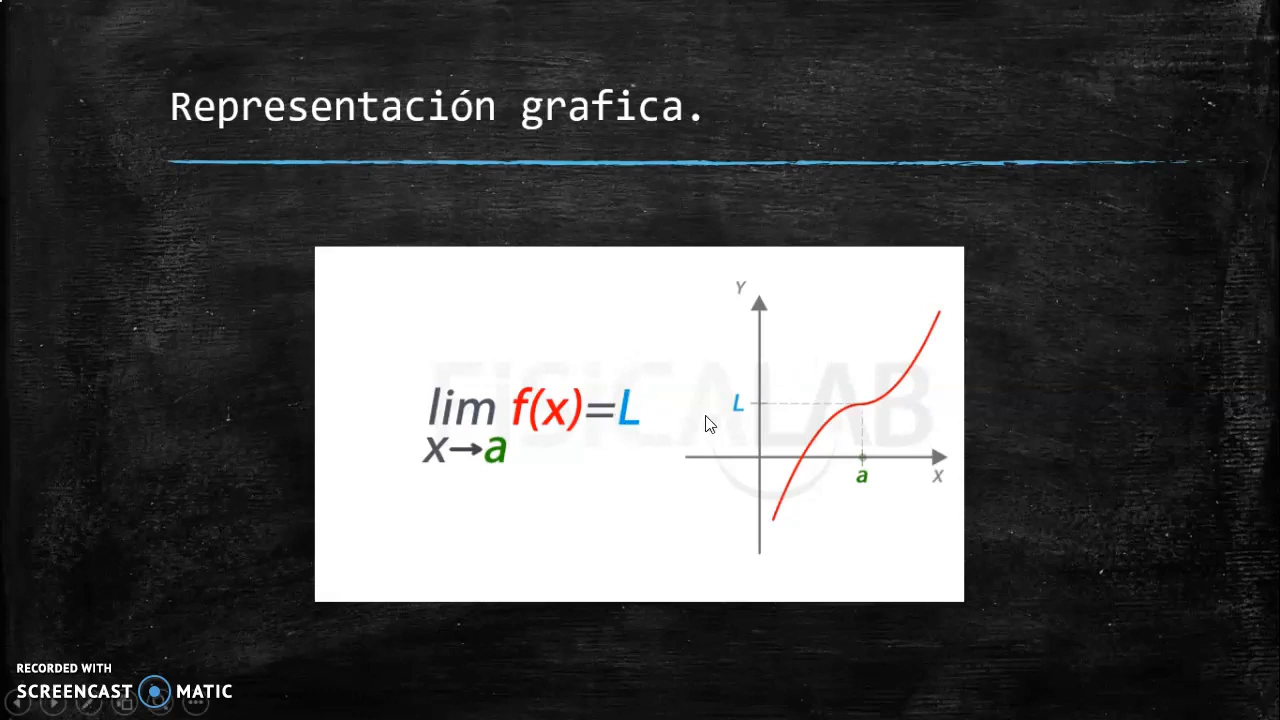 Representación grafica.
FISICALAB
lim f(x)=L
x→a
Y
L
a
X
RECORDED WITH
SCREENCAST MATIC